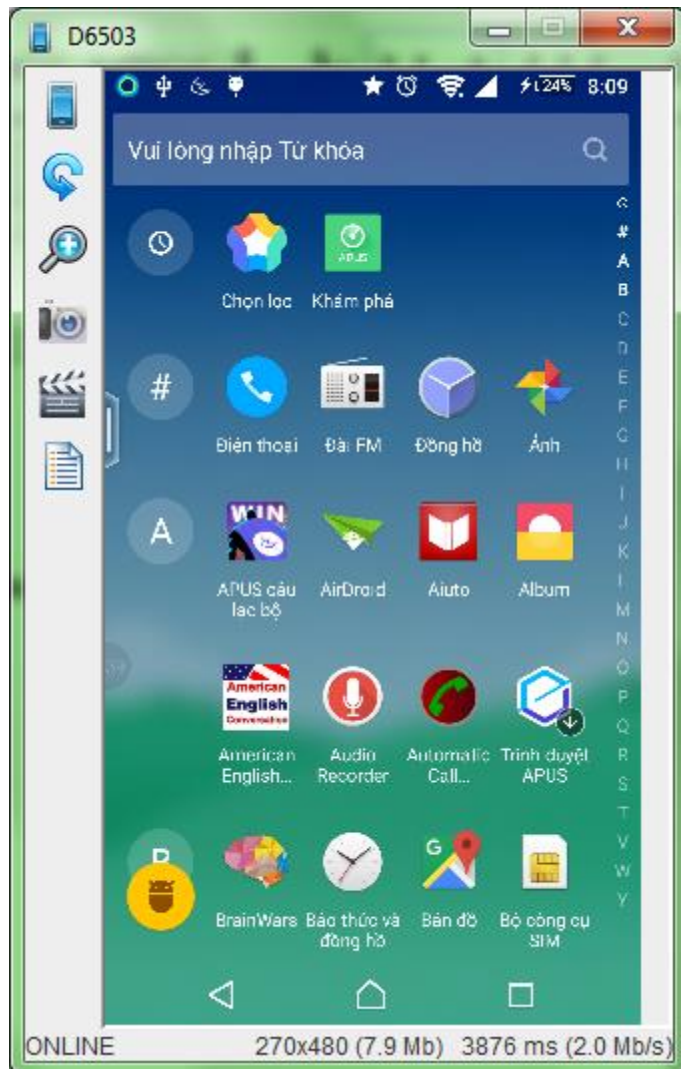 D6503
24% 8:09
Vui lòng nhập Từ khóa
Chọn lọc
APUS
Khám phá
#
Điện thoại
Đài FM
Đồng hồ
Ảnh
A
WIN
APUS câu
lạc bộ
AirDroid
Aiuto
Album
American
English
Conversation
American
English...
Audio
Recorder
Automatic
Call...
Trình duyệt
APUS
B
BrainWars
Báo thức và
đồng hồ
G
Bản đồ
Bộ công cụ
SIM
#
A
B
C
D
E
F
G
H
I
J
K
L
M
N
O
P
Q
R
S
T
V
W
Y
ONLINE
270x480 (7.9 Mb)
3876 ms (2.0 Mb/s)